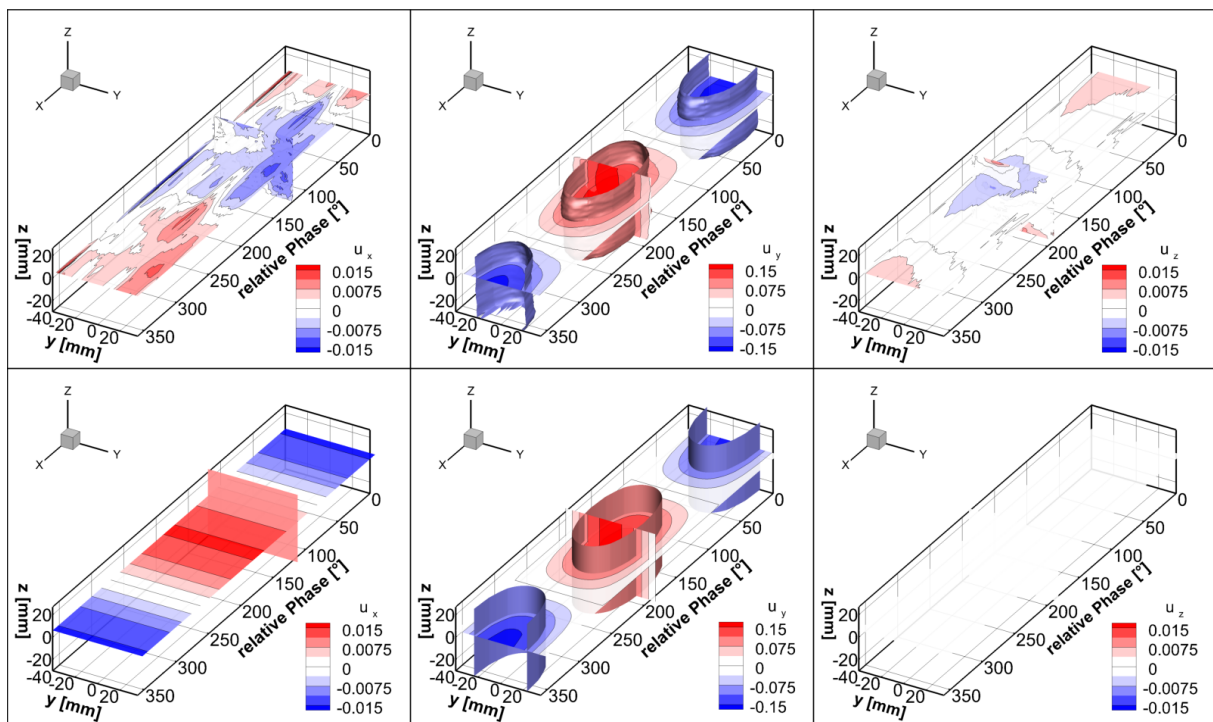 Z
X
Y
z [mm]
20
0
-20
-40
-20
0
20
y [mm]
350
300
250
200
150
100
50
0
relative Phase [°]
u x
0.015
0.0075
0
-0.0075
-0.015
Z
X
Y
z [mm]
20
0
-20
-40
-20
0
20
y [mm]
350
300
250
200
150
100
50
0
relative Phase [°]
u y
0.15
0.075
0
-0.075
-0.15
Z
X
Y
z [mm]
20
0
-20
-40
-20
0
20
y [mm]
350
300
250
200
150
100
50
0
relative Phase [°]
u z
0.015
0.0075
0
-0.0075
-0.015
Z
X
Y
z [mm]
20
0
-20
-40
-20
0
20
y [mm]
350
300
250
200
150
100
50
0
relative Phase [°]
u x
0.015
0.0075
0
-0.0075
-0.015
Z
X
Y
z [mm]
20
0
-20
-40
-20
0
20
y [mm]
350
300
250
200
150
100
50
0
relative Phase [°]
u y
0.15
0.075
0
-0.075
-0.15
Z
X
Y
z [mm]
20
0
-20
-40
-20
0
20
y [mm]
350
300
250
200
150
100
50
0
relative Phase [°]
u z
0.015
0.0075
0
-0.0075
-0.015